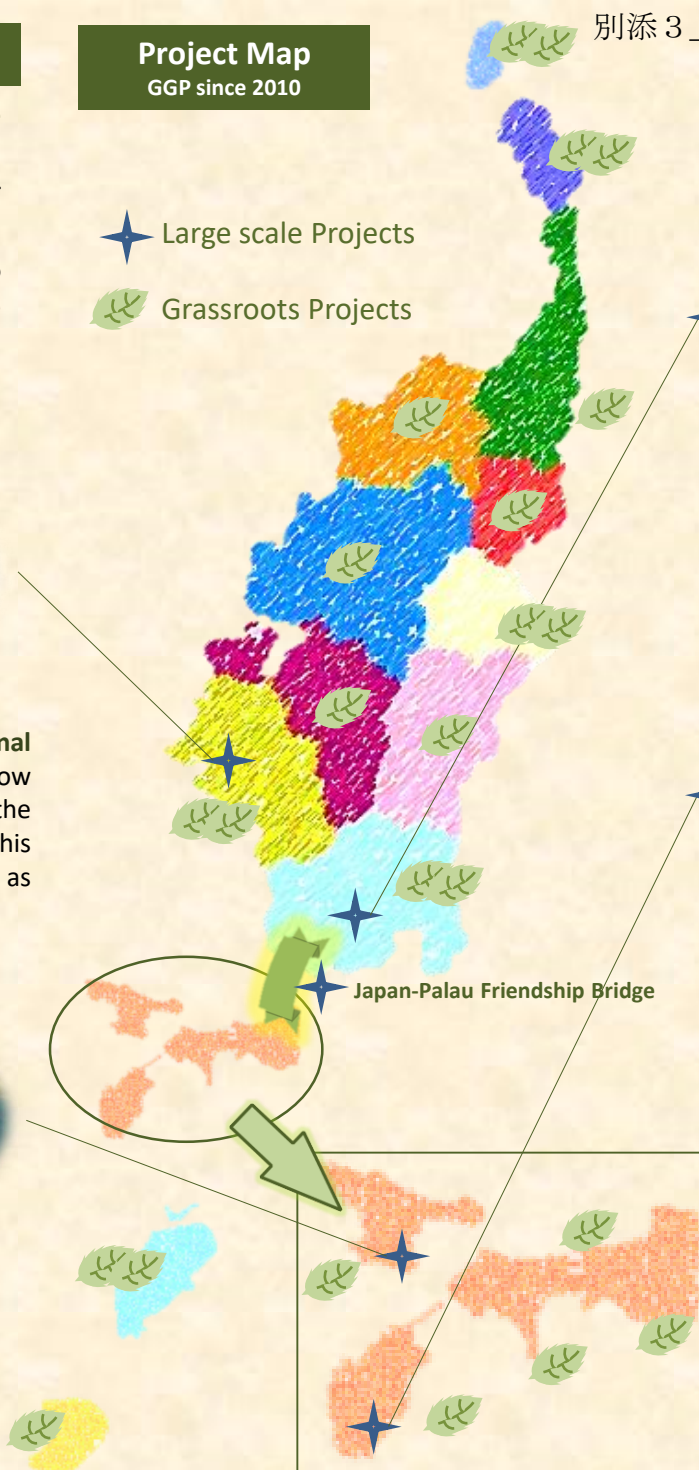 別添３_
Project Map
GGP since 2010
Large scale Projects
Grassroots Projects
nal
ow
the
his
as
Japan-Palau Friendship Bridge